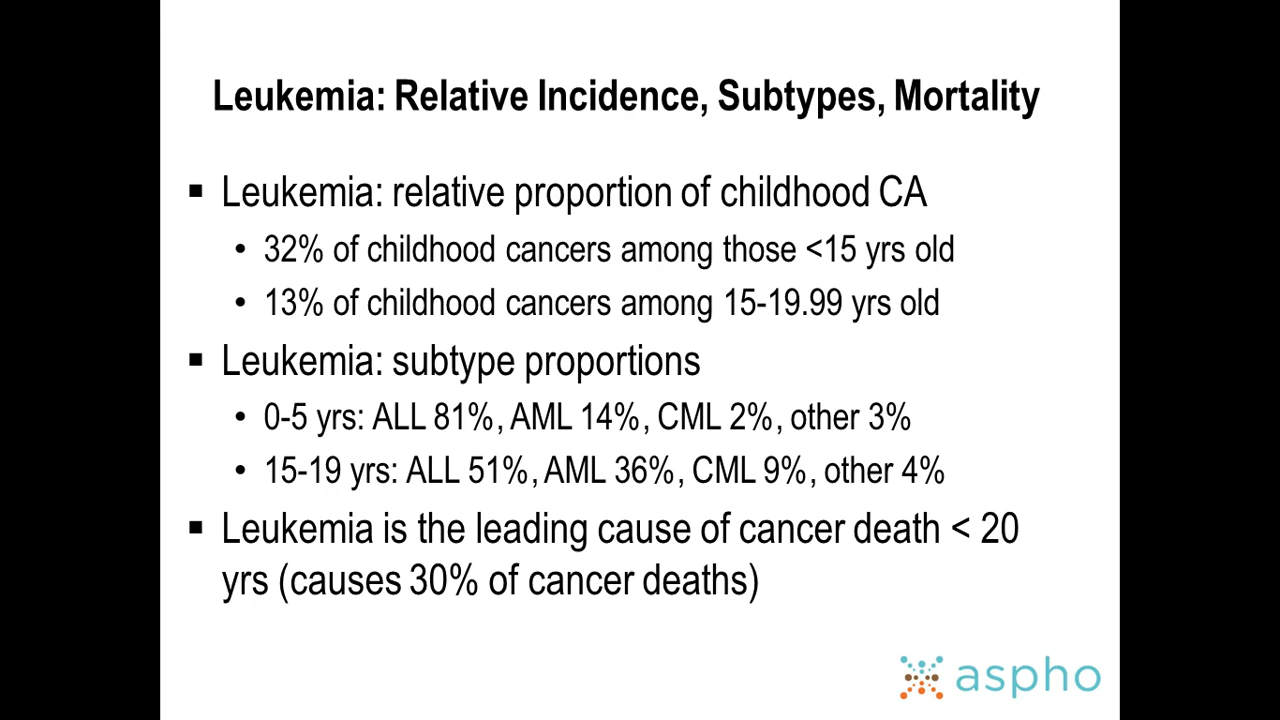 Leukemia: Relative Incidence, Subtypes, Mortality
▪ Leukemia: relative proportion of childhood CA
• 32% of childhood cancers among those <15 yrs old
• 13% of childhood cancers among 15-19.99 yrs old
▪ Leukemia: subtype proportions
• 0-5 yrs: ALL 81%, AML 14%, CML 2%, other 3%
• 15-19 yrs: ALL 51%, AML 36%, CML 9%, other 4%
▪ Leukemia is the leading cause of cancer death < 20
yrs (causes 30% of cancer deaths)
aspho